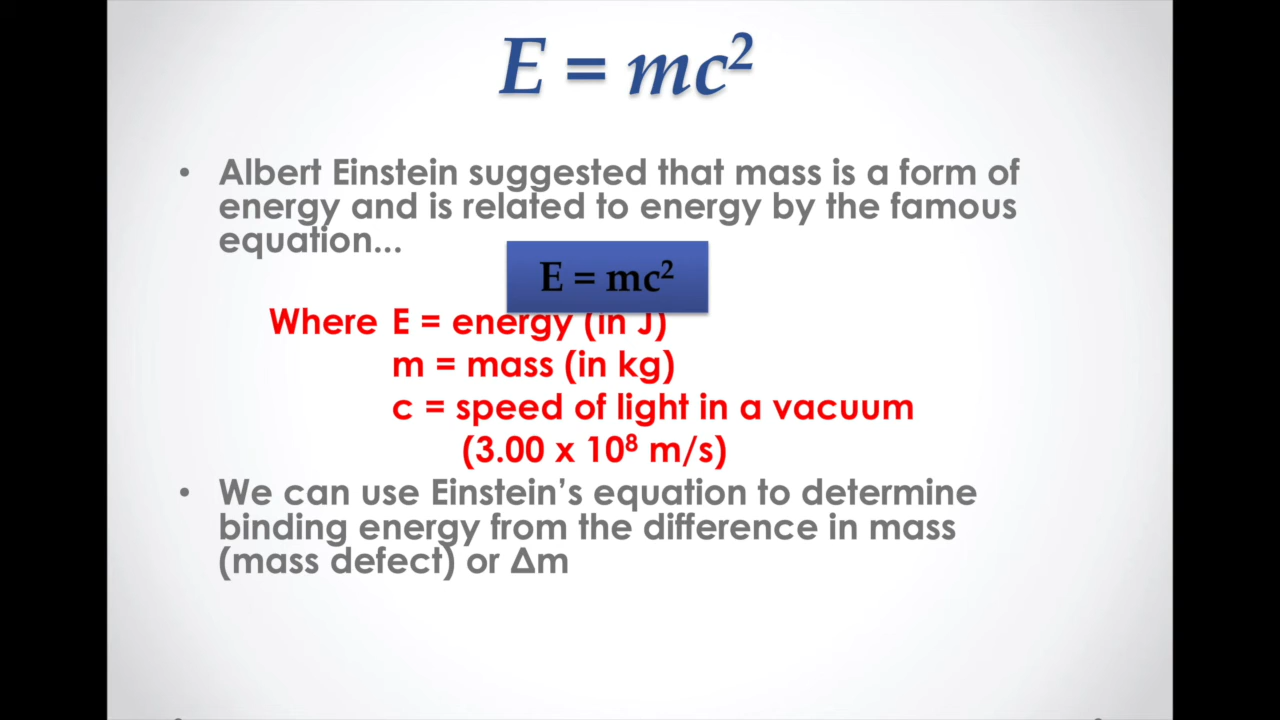 E = mc²
• Albert Einstein suggested that mass is a form of
energy and is related to energy by the famous
equation...
E = mc²
Where E = energy (in J)
m = mass (in kg)
c = speed of light in a vacuum
(3.00 x 10⁸ m/s)
• We can use Einstein’s equation to determine
binding energy from the difference in mass
(mass defect) or Δm